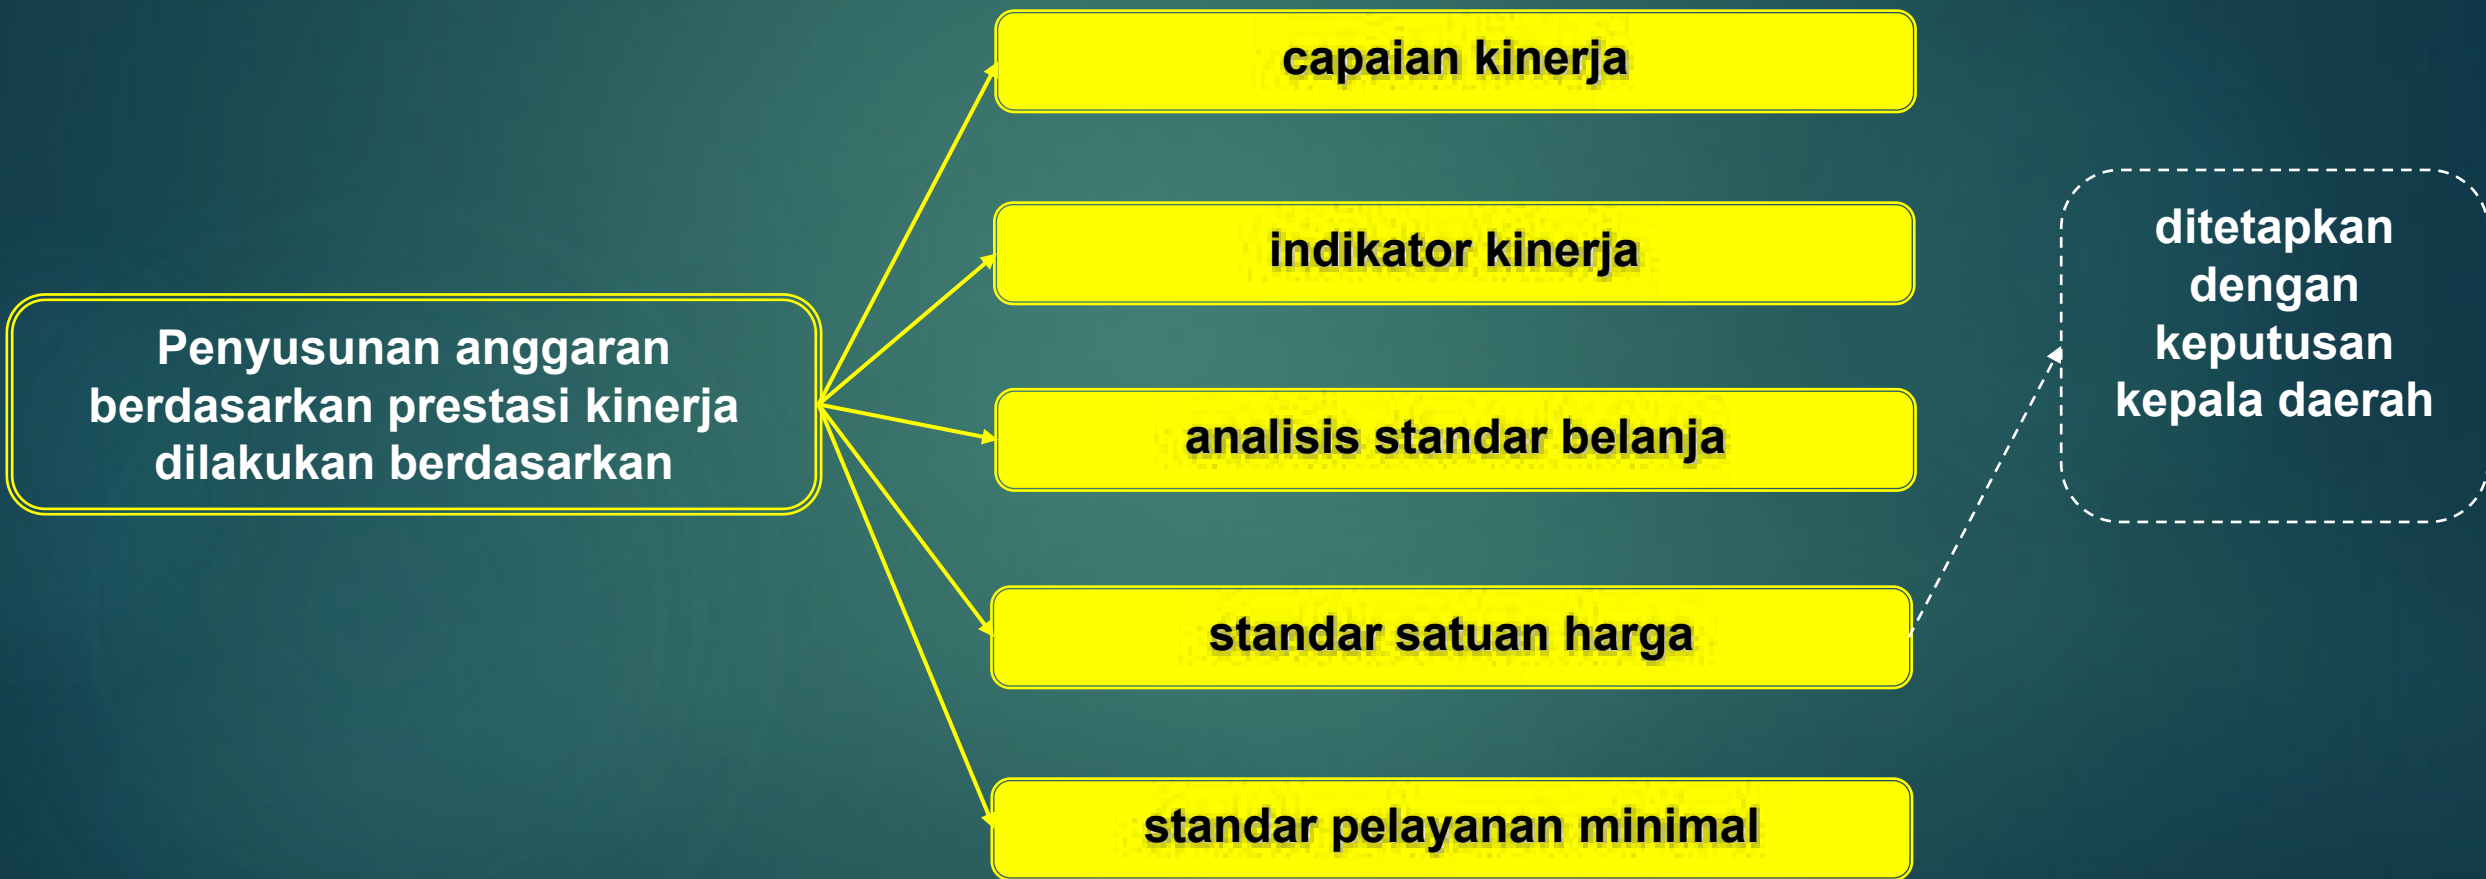 Penyusunan anggaran
berdasarkan prestasi kinerja
dilakukan berdasarkan
capaian kinerja
indikator kinerja
analisis standar belanja
standar satuan harga
standar pelayanan minimal
ditetapkan
dengan
keputusan
kepala daerah